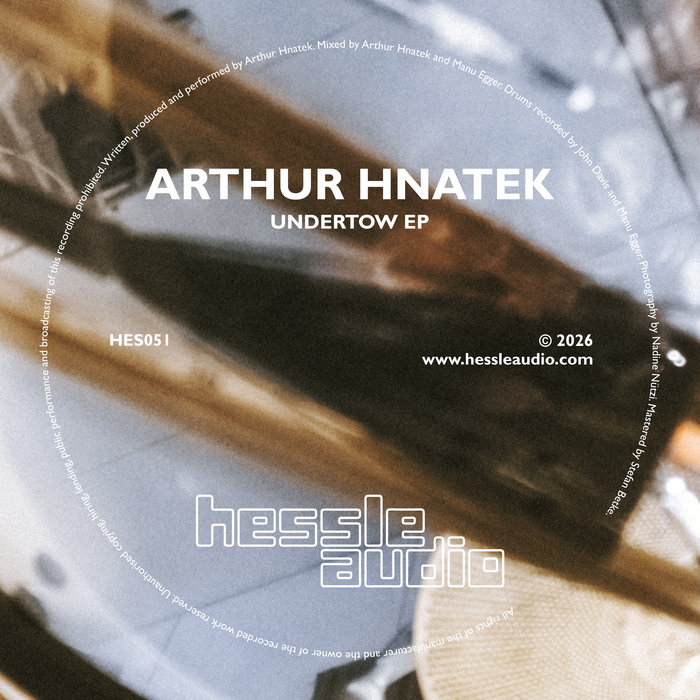 ARTHUR HNATEK
UNDERTOW EP
HES051
© 2026
www.hessleaudio.com
hessle
audio
Written, produced and performed by Arthur Hnatek. Mixed by Arthur Hnatek and Manu Egger. Drums recorded by John Davis and Manu Egger. Photography by Nadine Nützi. Mastered by Stefan Betke.
All rights of the manufacturer and the owner of the recorded work reserved. Unauthorised copying, hiring, lending, public performance and broadcasting of this recording prohibited.